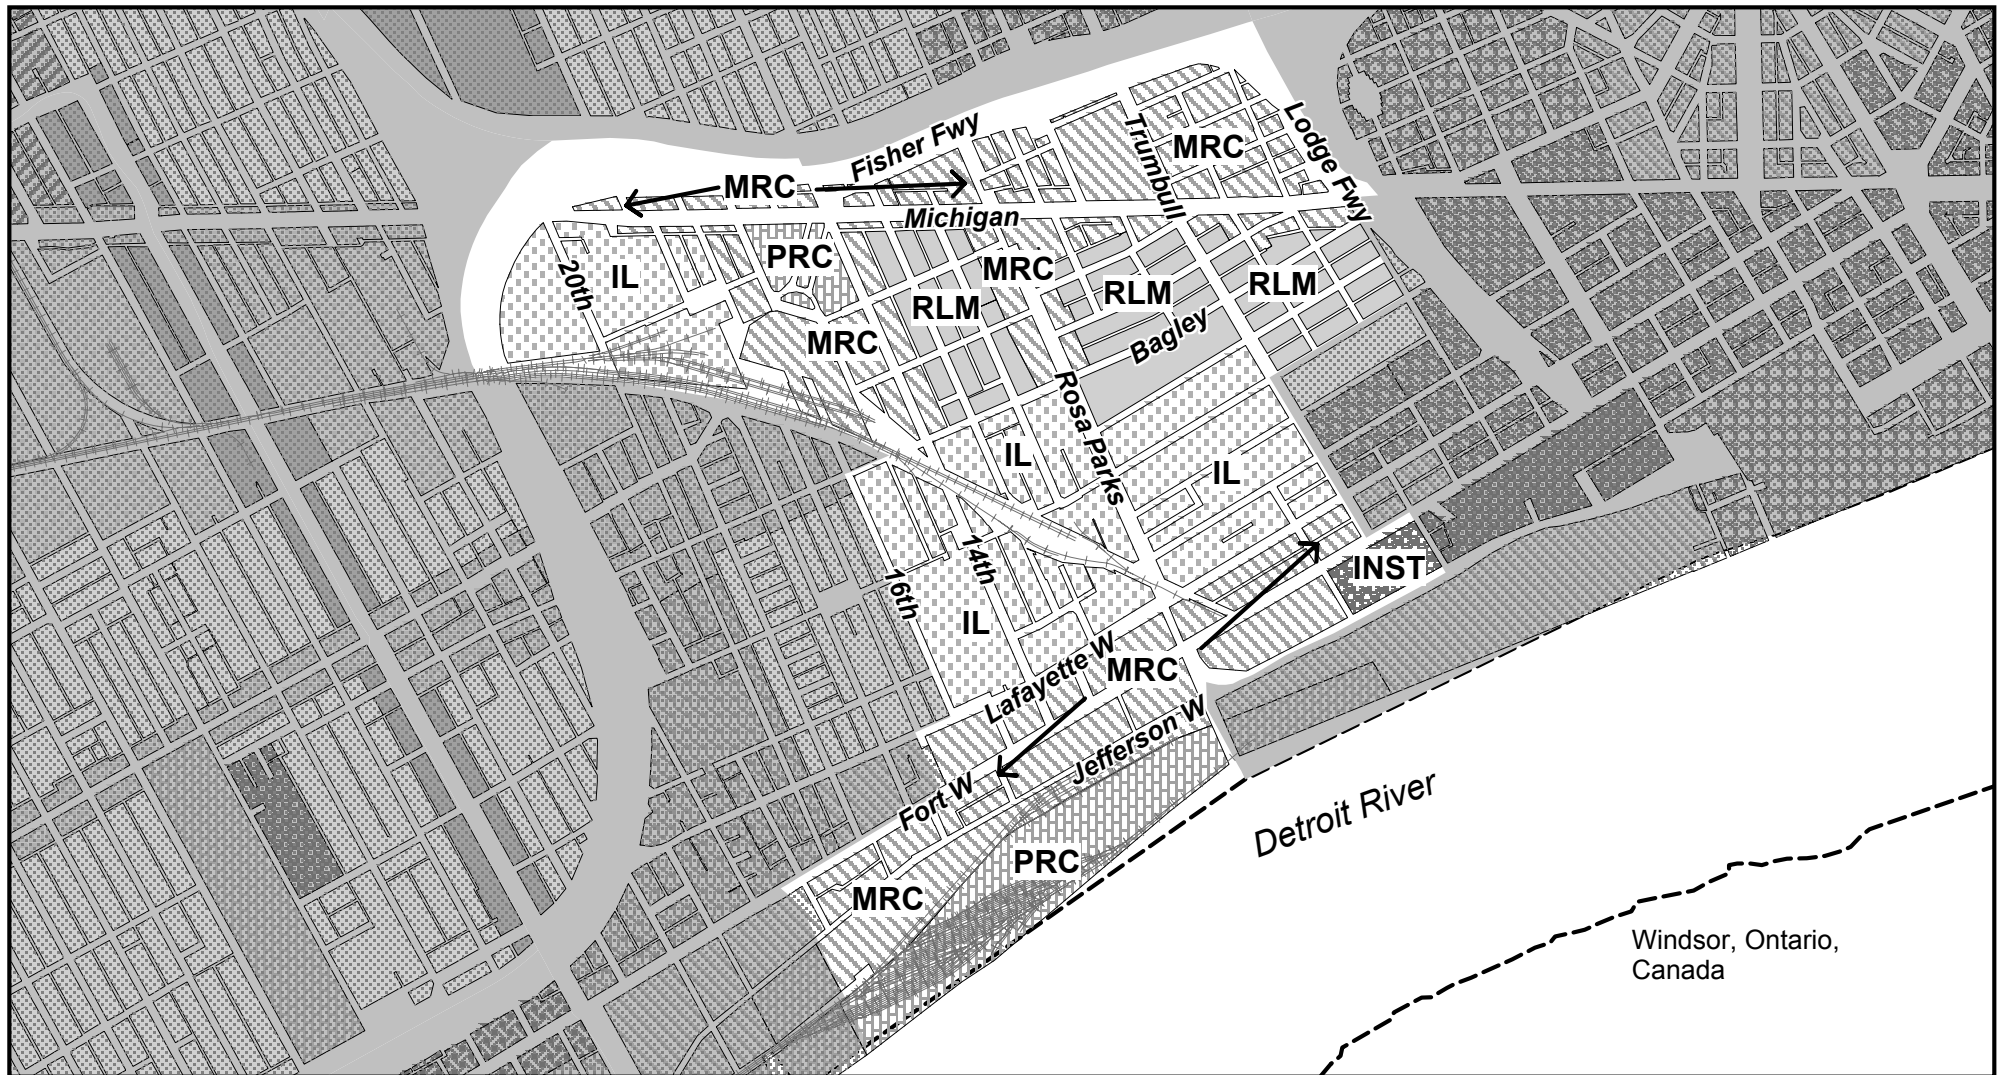 Fisher Fwy
Trumbull
MRC
Lodge Fwy
MRC
Michigan
PRC
MRC
20th
IL
RLM
RLM
RLM
MRC
Bagley
Rosa Parks
IL
IL
14th
16th
INST
IL
Lafayette W
MRC
Jefferson W
Fort W
Detroit River
PRC
MRC
Windsor, Ontario,
Canada